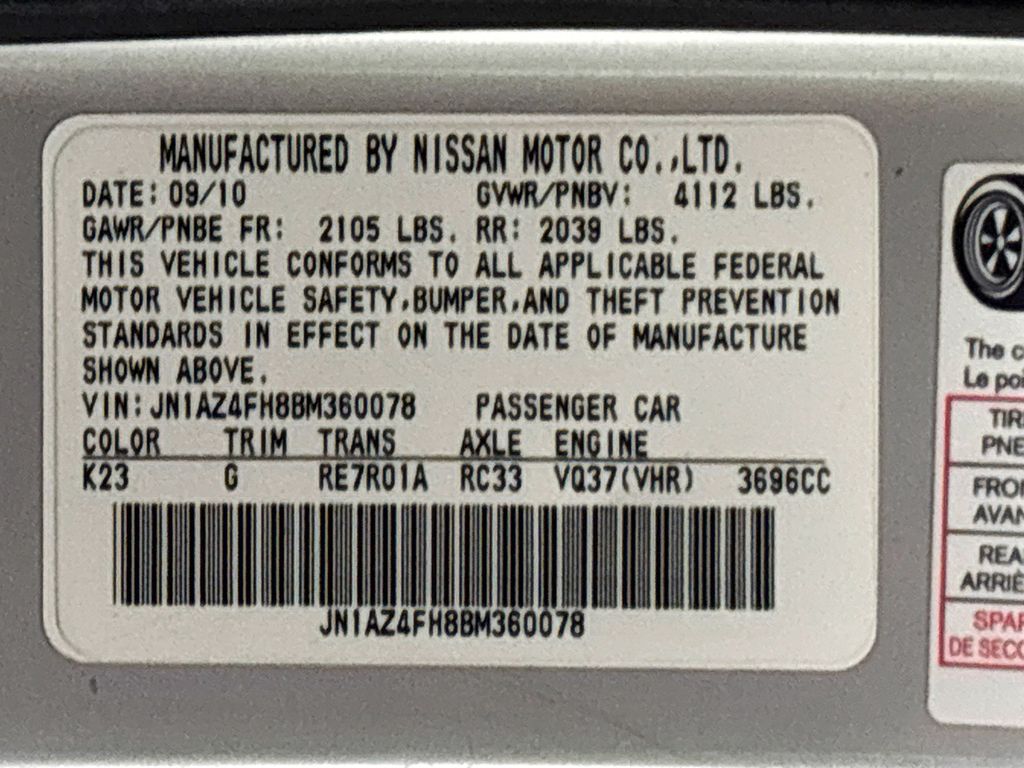 MANUFACTURED BY NISSAN MOTOR CO.,LTD.
DATE: 09/10 GVWR/PNBV: 4112 LBS.
GAWR/PNBE FR: 2105 LBS. RR: 2039 LBS.
THIS VEHICLE CONFORMS TO ALL APPLICABLE FEDERAL
MOTOR VEHICLE SAFETY,BUMPER,AND THEFT PREVENTION
STANDARDS IN EFFECT ON THE DATE OF MANUFACTURE
SHOWN ABOVE.
VIN: JN1AZ4FH8BM360078 PASSENGER CAR
COLOR TRIM TRANS AXLE ENGINE
K23 G RE7R01A RC33 VQ37(VHR) 3696CC
JN1AZ4FH8BM360078
The
Le
DE